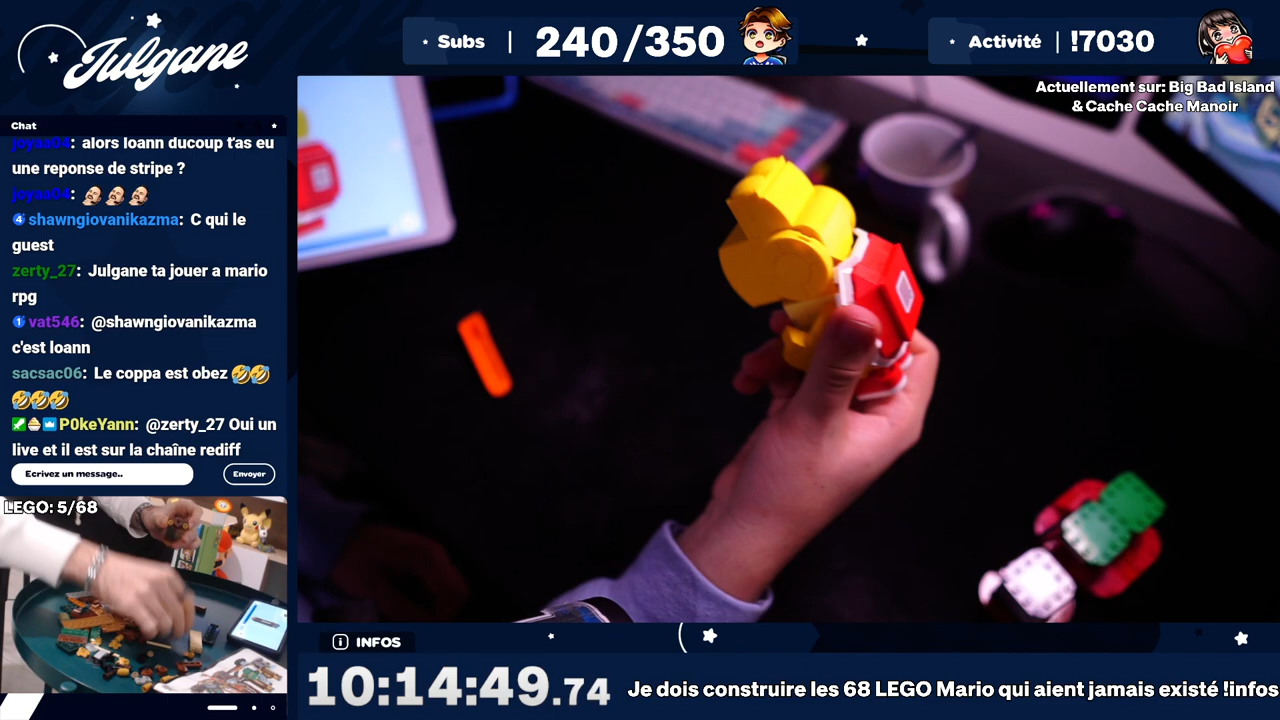 Julgane
Subs | 240/350
Activité | !7030
Actuellement sur: Big Bad Island
& Cache Cache Manoir
Chat
joyaa04: alors loann ducoup t'as eu
une reponse de stripe ?
joyaa04:
4 shawngiovanikazma: C qui le
guest
zerty_27: Julgane ta jouer a mario
rpg
1 vat546: @shawngiovanikazma
c'est loann
sacsac06: Le coppa est obez 🤣🤣
🤣🤣🤣
P0keYann: @zerty_27 Oui un
live et il est sur la chaîne rediff
Ecrivez un message..
Envoyer
LEGO: 5/68
INFOS
10:14:49.74
Je dois construire les 68 LEGO Mario qui aient jamais existé !infos